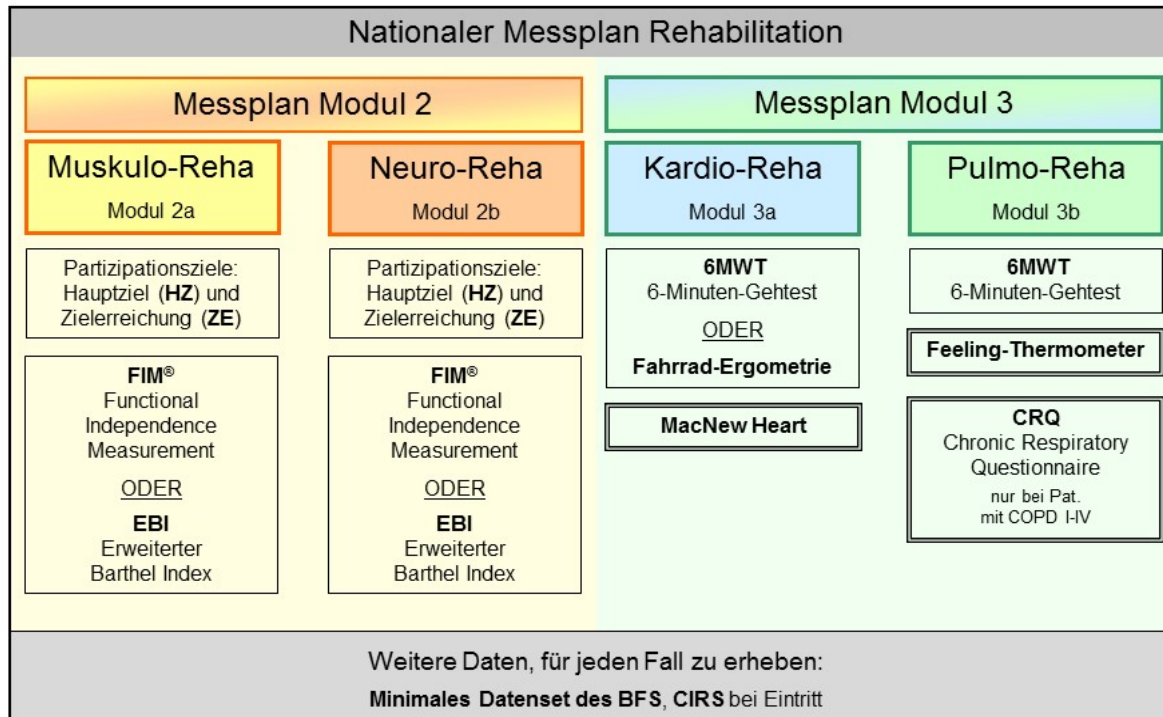 Nationaler Messplan Rehabilitation
Messplan Modul 2
Muskulo-Reha
Modul 2a
Partizipationsziele:
Hauptziel (HZ) und
Zielerreichung (ZE)
FIM®
Functional
Independence
Measurement
ODER
EBI
Erweiterter
Barthel Index
Neuro-Reha
Modul 2b
Partizipationsziele:
Hauptziel (HZ) und
Zielerreichung (ZE)
FIM®
Functional
Independence
Measurement
ODER
EBI
Erweiterter
Barthel Index
Messplan Modul 3
Kardio-Reha
Modul 3a
6MWT
6-Minuten-Gehtest
ODER
Fahrrad-Ergometrie
MacNew Heart
Pulmo-Reha
Modul 3b
6MWT
6-Minuten-Gehtest
Feeling-Thermometer
CRQ
Chronic Respiratory
Questionnaire
nur bei Pat.
mit COPD I-IV
Weitere Daten, für jeden Fall zu erheben:
Minimales Datenset des BFS, CIRS bei Eintritt